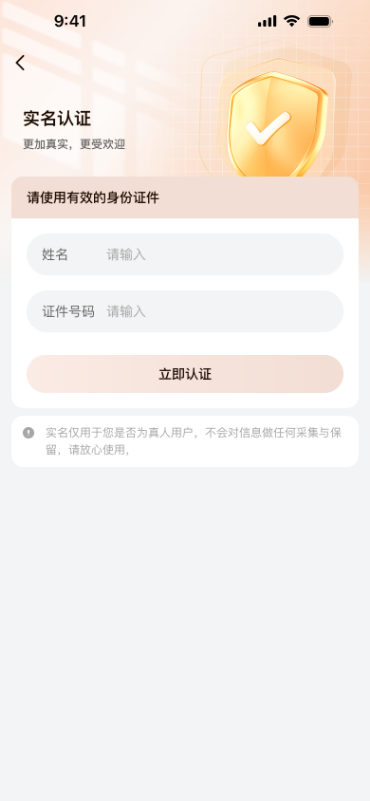 9:41
实名认证
更加真实，更受欢迎
请使用有效的身份证件
姓名 请输入
证件号码 请输入
立即认证
实名仅用于您是否为真人用户，不会对信息做任何采集与保
留，请放心使用，